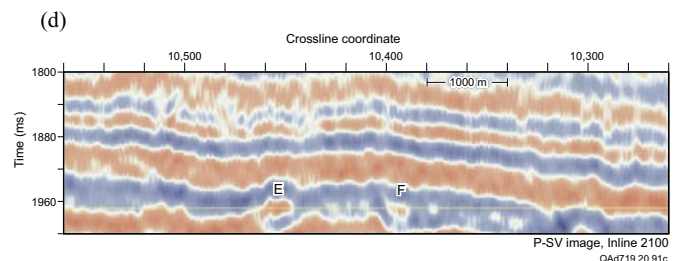 (d)
Crossline coordinate
10,500 10,400 10,300
1800
1000 m
Time (ms)
1880
E F
1960
P-SV image, Inline 2100
QAd719 20 91c